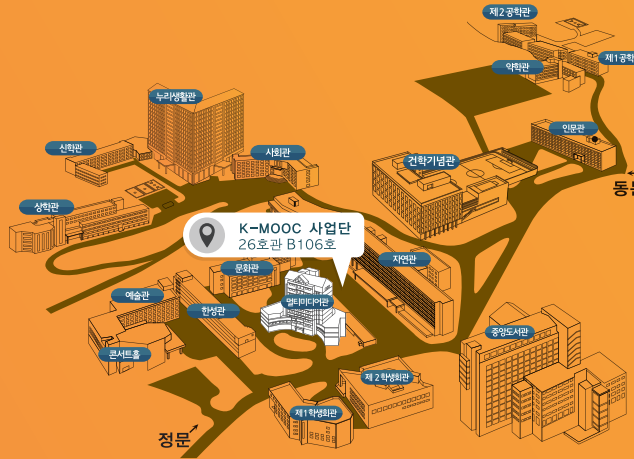 제2공학관
제1공학
약학관
누리생활관
인문관
신학관
사회관
건학기념관
동문
상학관
K-MOOC 사업단
26호관 B106호
자연관
문화관
예술관
멀티미디어관
한성관
중앙도서관
콘서트홀
제2학생회관
제1학생회관
정문